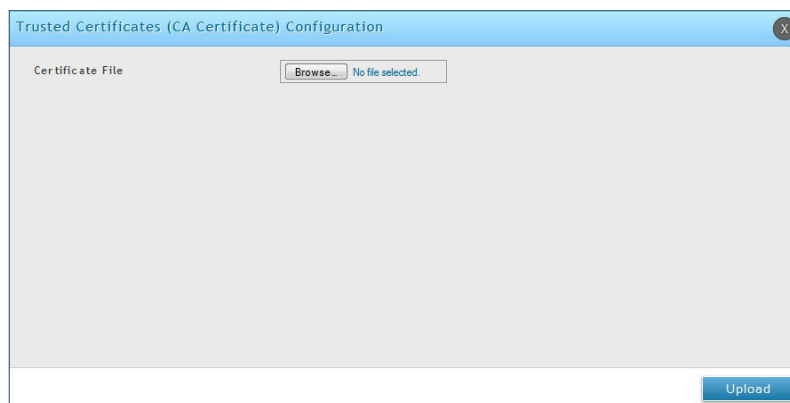 Trusted Certificates (CA Certificate) Configuration
X
Certificate File
Browse... No file selected.
Upload